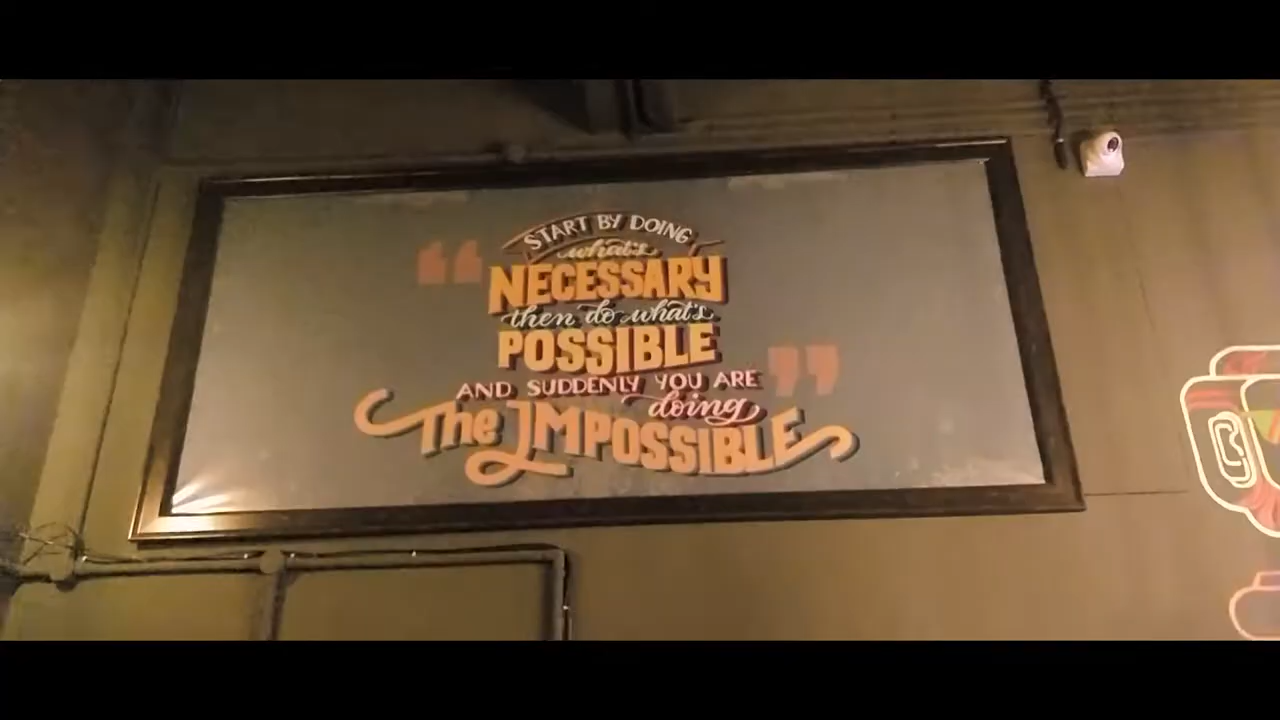 START BY DOING
what's
NECESSARY
then do what's
POSSIBLE
AND SUDDENLY YOU ARE
doing
The IMPOSSIBLE